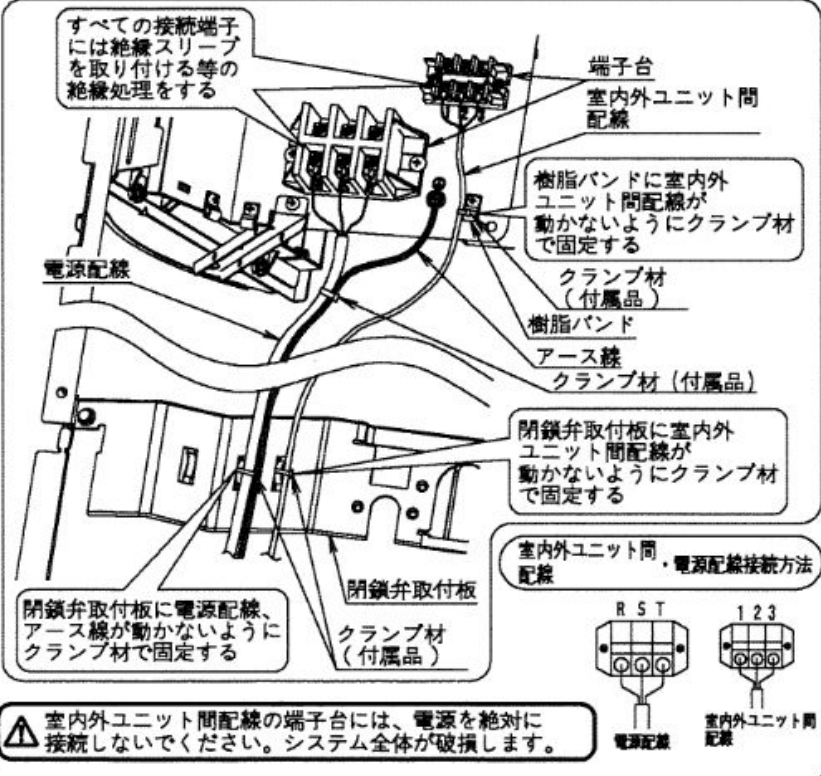 すべての接続端子
には絶縁スリーブ
を取り付ける等の
絶縁処理をする
端子台
室内外ユニット間
配線
樹脂バンドに室内外
ユニット間配線が
動かないようにクランプ材
で固定する
電源配線
クランプ材
(付属品)
樹脂バンド
アース線
クランプ材(付属品)
閉鎖弁取付板に室内外
ユニット間配線が
動かないようにクランプ材
で固定する
閉鎖弁取付板
閉鎖弁取付板に電源配線、
アース線が動かないように
クランプ材で固定する
クランプ材
(付属品)
室内外ユニット間
配線
・電源配線接続方法
R S T
1 2 3
電源配線
室内外ユニット間
配線
室内外ユニット間配線の端子台には、電源を絶対に
接続しないでください。システム全体が破損します。